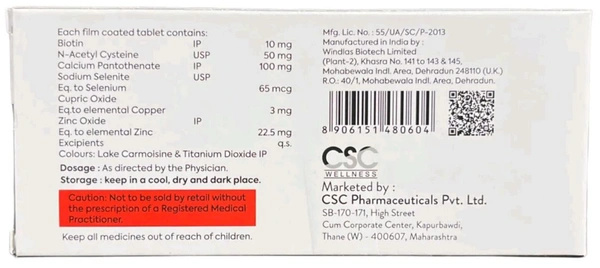 Each film coated tablet contains:
Biotin IP 10 mg
N-Acetyl Cysteine USP 50 mg
Calcium Pantothenate IP 100 mg
Sodium Selenite USP
Eq. to Selenium 65 mcg
Cupric Oxide
Eq.to elemental Copper 3 mg
Zinc Oxide IP
Eq. to elemental Zinc 22.5 mg
Excipients q.s.
Colours: Lake Carmoisine & Titanium Dioxide IP
Dosage : As directed by the Physician.
Storage : keep in a cool, dry and dark place.
Caution: Not to be sold by retail without
the prescription of a Registered Medical
Practitioner.
Keep all medicines out of reach of children.
Mfg. Lic. No. : 55/UA/SC/P-2013
Manufactured in India by :
Windlas Biotech Limited
(Plant-2), Khasra No. 141 to 143 & 145,
Mohabewala Indl. Area, Dehradun 248110 (U.K.)
R.O.: 40/1, Mohabewala Indl. Area, Dehradun.
8 906151 480604
CSC
WELLNESS
Marketed by :
CSC Pharmaceuticals Pvt. Ltd.
SB-170-171, High Street
Cum Corporate Center, Kapurbawdi,
Thane (W) - 400607, Maharashtra